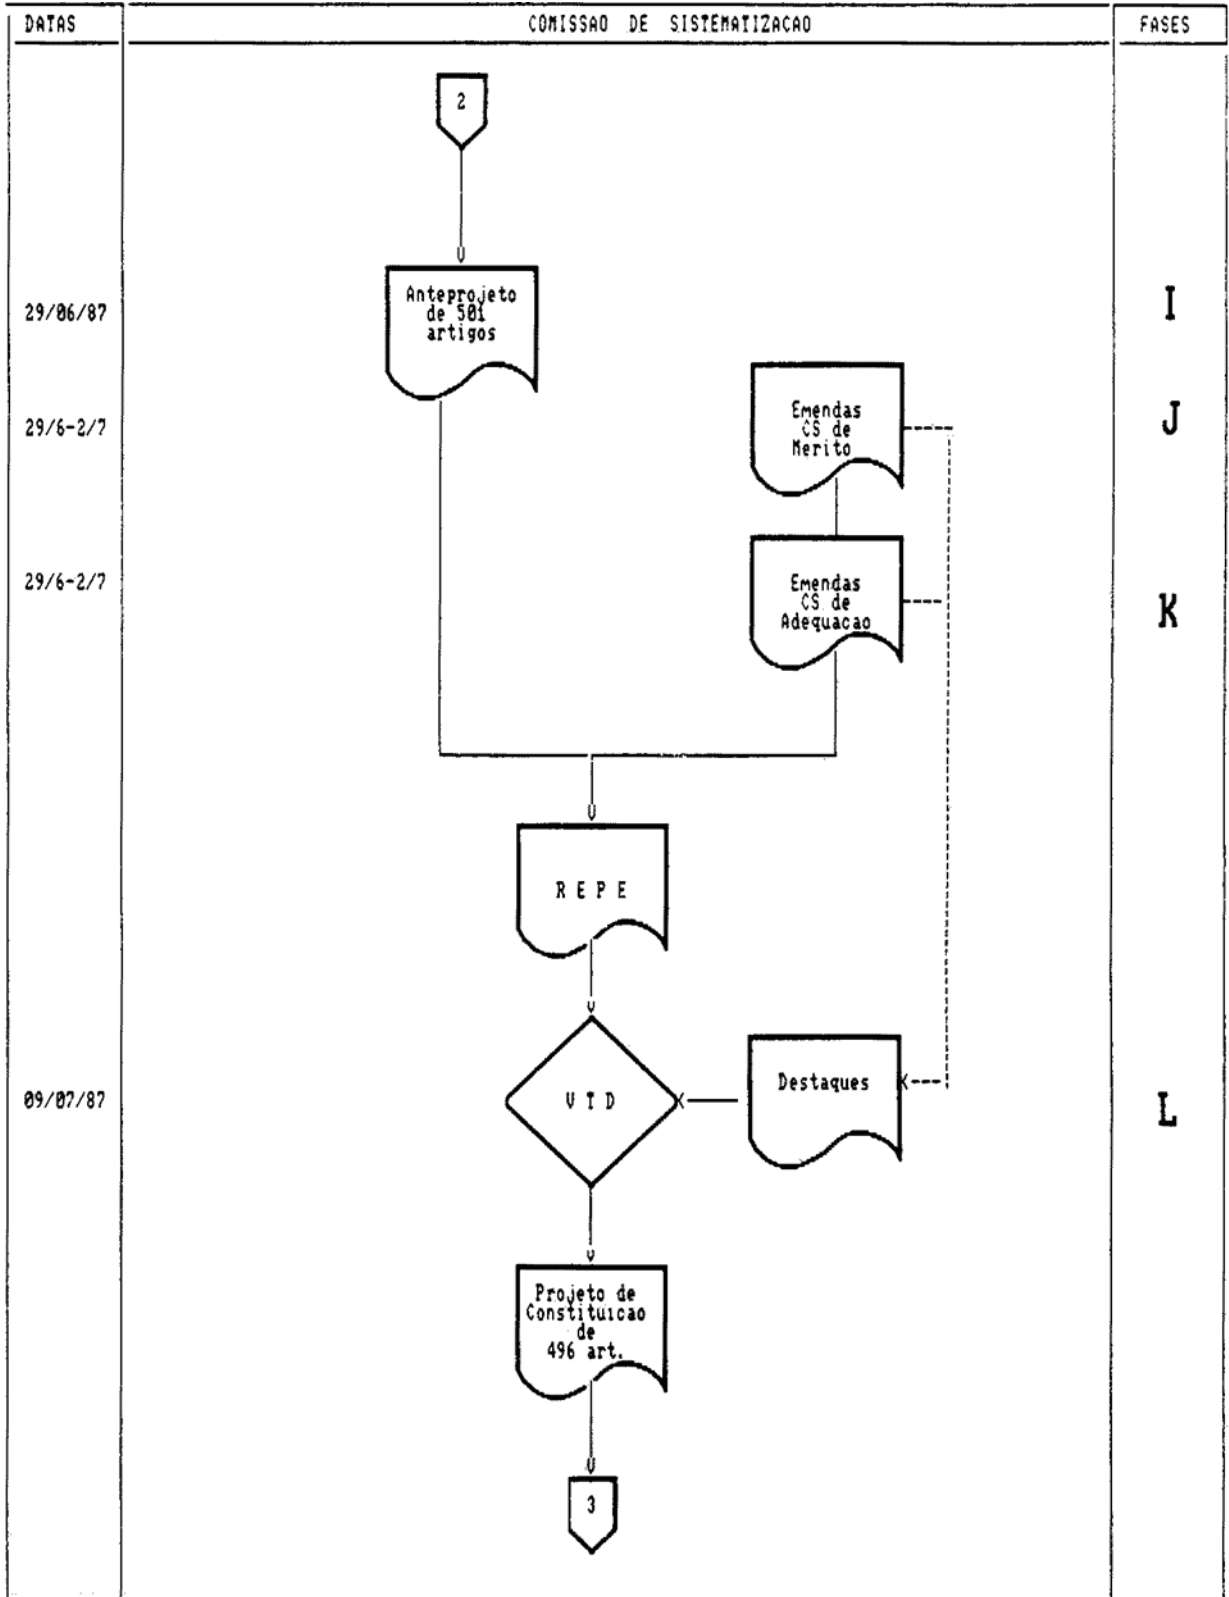 DATAS
COMISSAO DE SISTEMATIZACAO
FASES
2
Anteprojeto
de 501
artigos
29/06/87
I
Emendas
CS de
Merito
29/6-2/7
J
Emendas
CS de
Adequacao
29/6-2/7
K
R E P E
V T D
Destaques
09/07/87
L
Projeto de
Constituicao
de
496 art.
3